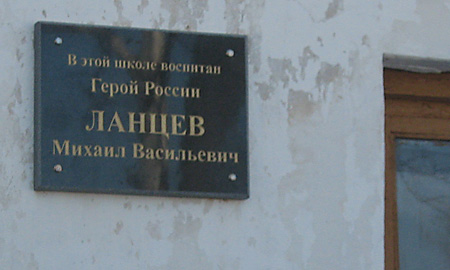 В этой школе воспитан
Герой России
ЛАНЦЕВ
Михаил Васильевич